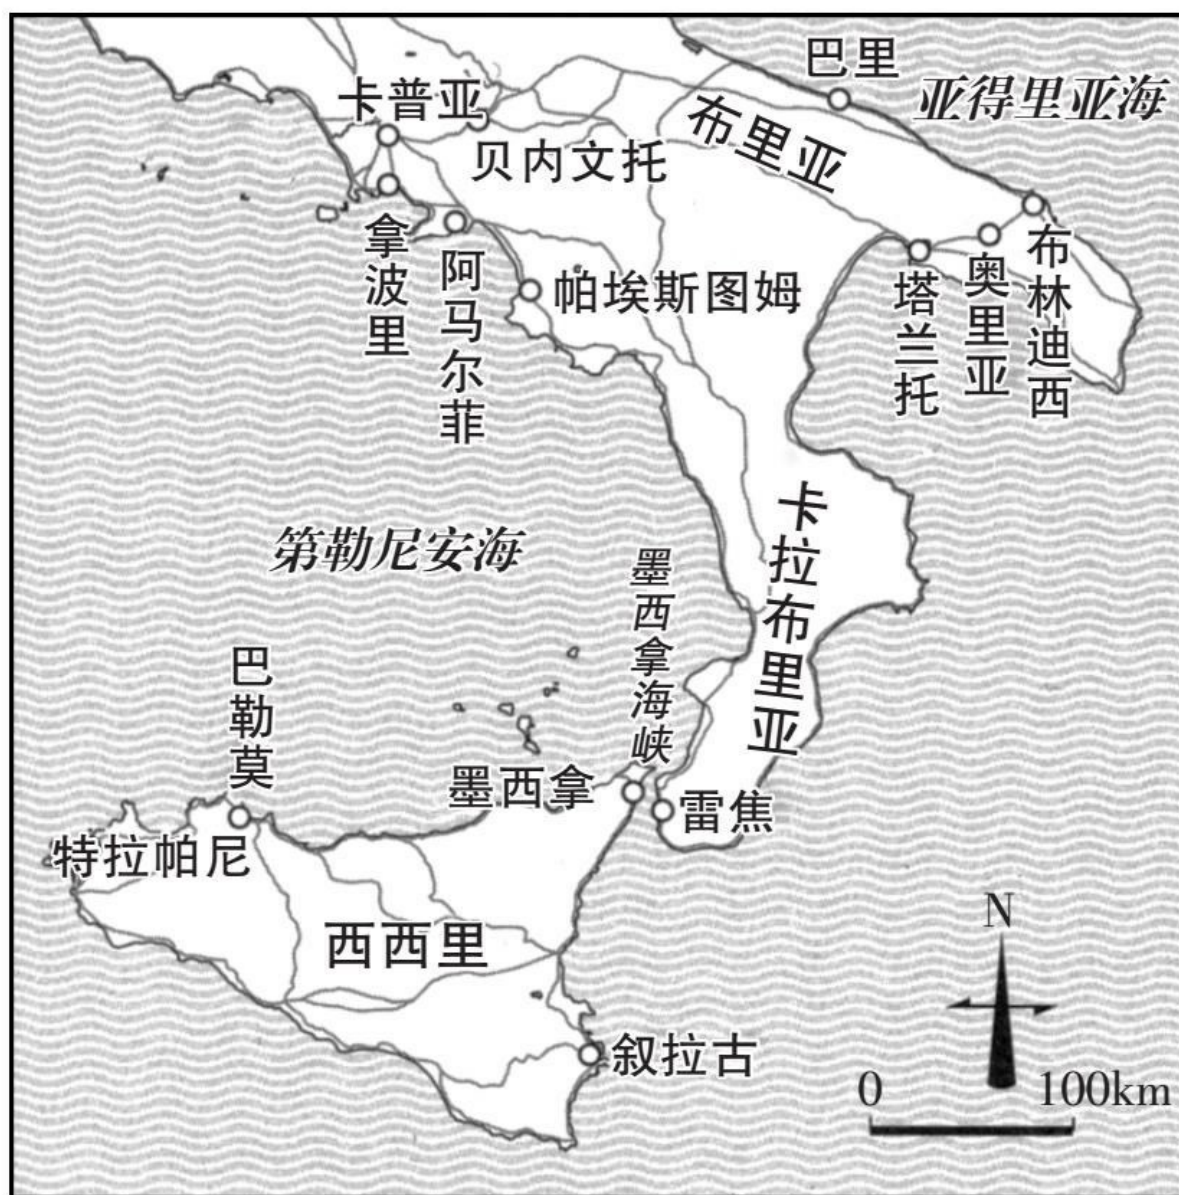 巴里
亚得里亚海
卡普亚
布里亚
贝内文托
拿波里
阿马尔菲
帕埃斯图姆
塔兰托
奥里亚
布林迪西
第勒尼安海
卡拉布里亚
墨西拿海峡
巴勒莫
墨西拿
雷焦
特拉帕尼
西西里
叙拉古
N
0 100km